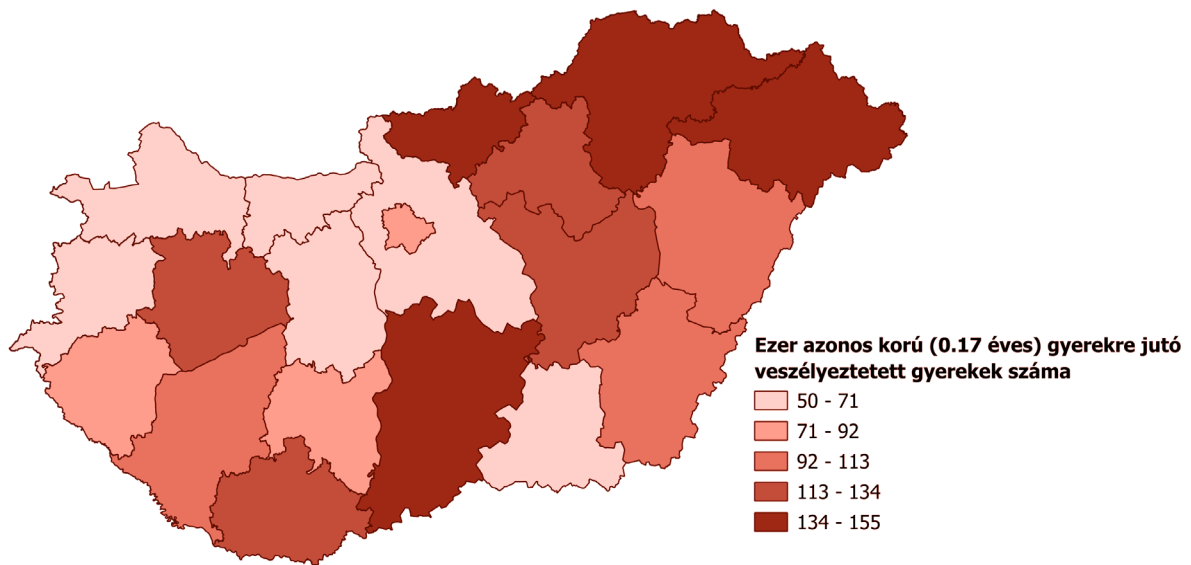 Ezer azonos korú (0.17 éves) gyerekre jutó
veszélyeztetett gyerekek száma
50 - 71
71 - 92
92 - 113
113 - 134
134 - 155